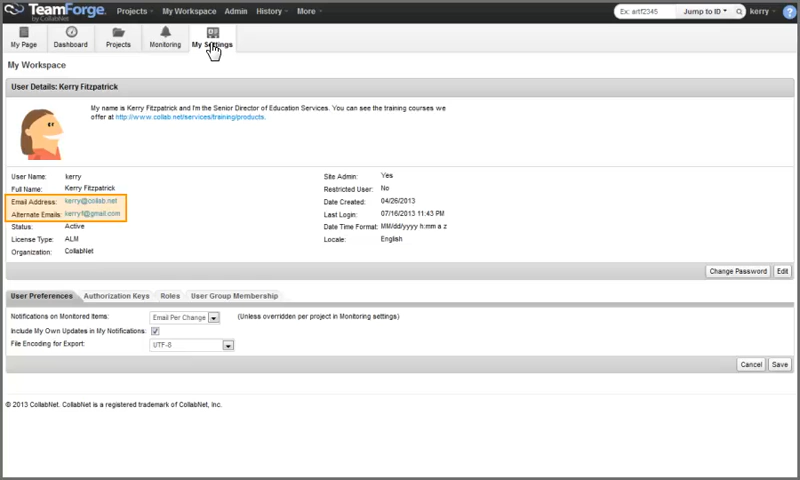 TeamForge. Projects My Workspace Admin History More Ex: artf2345 Jump to ID kerry ?
by CollabNet
My Page Dashboard Projects Monitoring My Settings
My Workspace
User Details: Kerry Fitzpatrick
My name is Kerry Fitzpatrick and I'm the Senior Director of Education Services. You can see the training courses we
offer at http://www.collab.net/services/training/products.
User Name: kerry Site Admin: Yes
Full Name: Kerry Fitzpatrick Restricted User: No
Email Address: kerry@collab.net Date Created: 04/26/2013
Alternate Emails: kerryf@gmail.com Last Login: 07/16/2013 11:43 PM
Status: Active Date Time Format: MM/dd/yyyy h:mm a z
License Type: ALM Locale: English
Organization: CollabNet
Change Password Edit
User Preferences Authorization Keys Roles User Group Membership
Notifications on Monitored Items: Email Per Change (Unless overridden per project in Monitoring settings)
Include My Own Updates in My Notifications:
File Encoding for Export: UTF-8
Cancel Save
© 2013 CollabNet. CollabNet is a registered trademark of CollabNet, Inc.